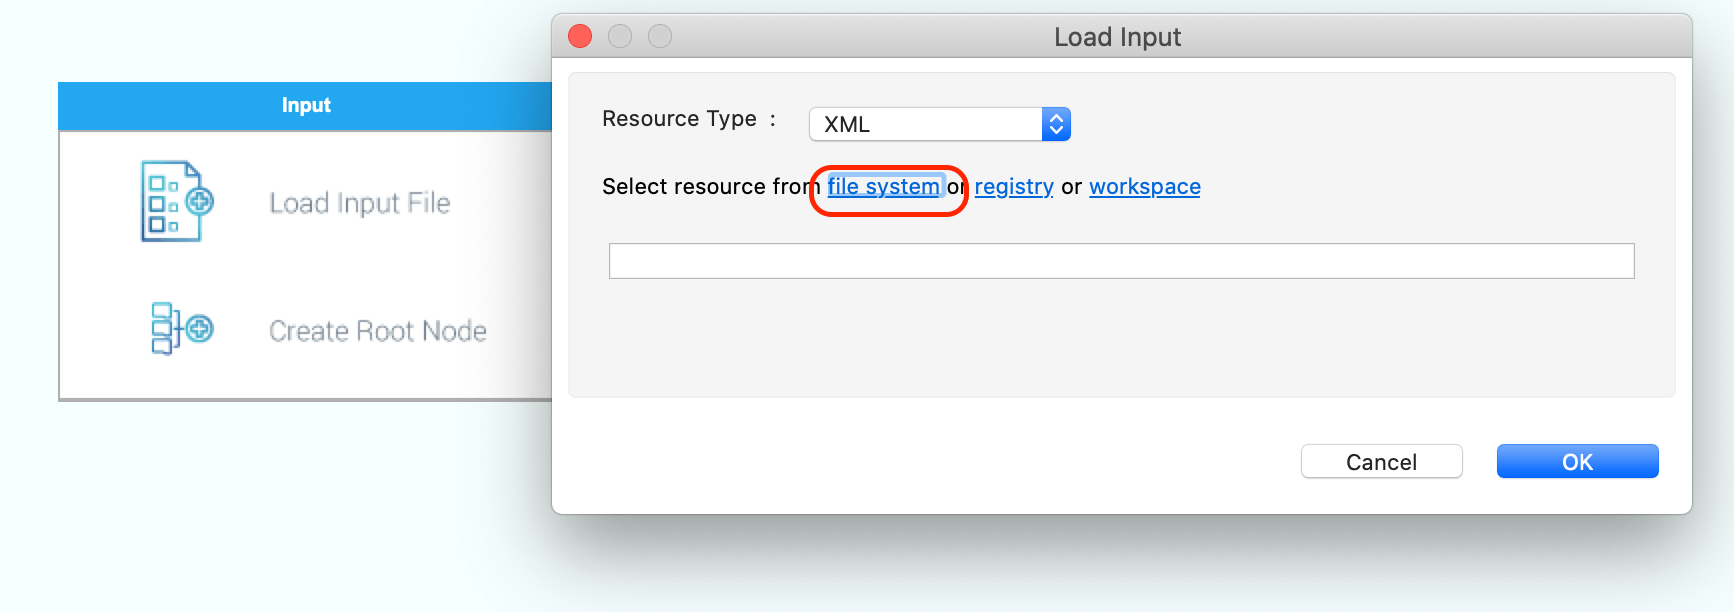 Load Input
Input
Load Input File
Create Root Node
Resource Type :
XML
Select resource from file system or registry or workspace
Cancel
OK